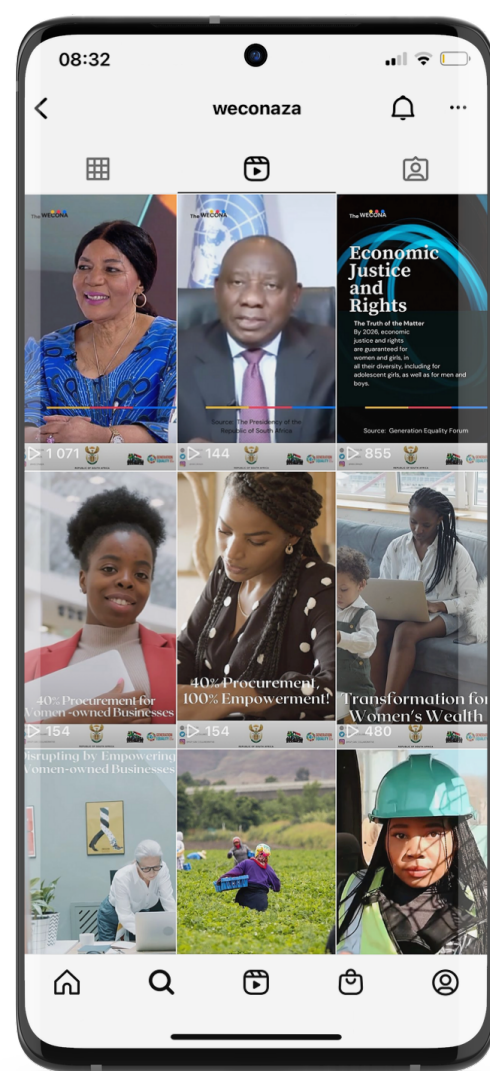 08:32
weconaza
The WECONA
The WECONA
Economic
Justice
and
Rights
The Truth of the Matter
By 2026, economic
justice and rights
are guaranteed for
women and girls, in
all their diversity, including for
adolescent girls, as well as for men and
boys.
Source: The Presidency of the
Republic of South Africa
Source: Generation Equality Forum
1 071
144
855
REPUBLIC OF SOUTH AFRICA
40% Procurement for
Women -owned Businesses
40% Procurement,
100% Empowerment!
Transformation for
Women's Wealth
154
154
480
Disrupting by Empowering
Women-owned Businesses